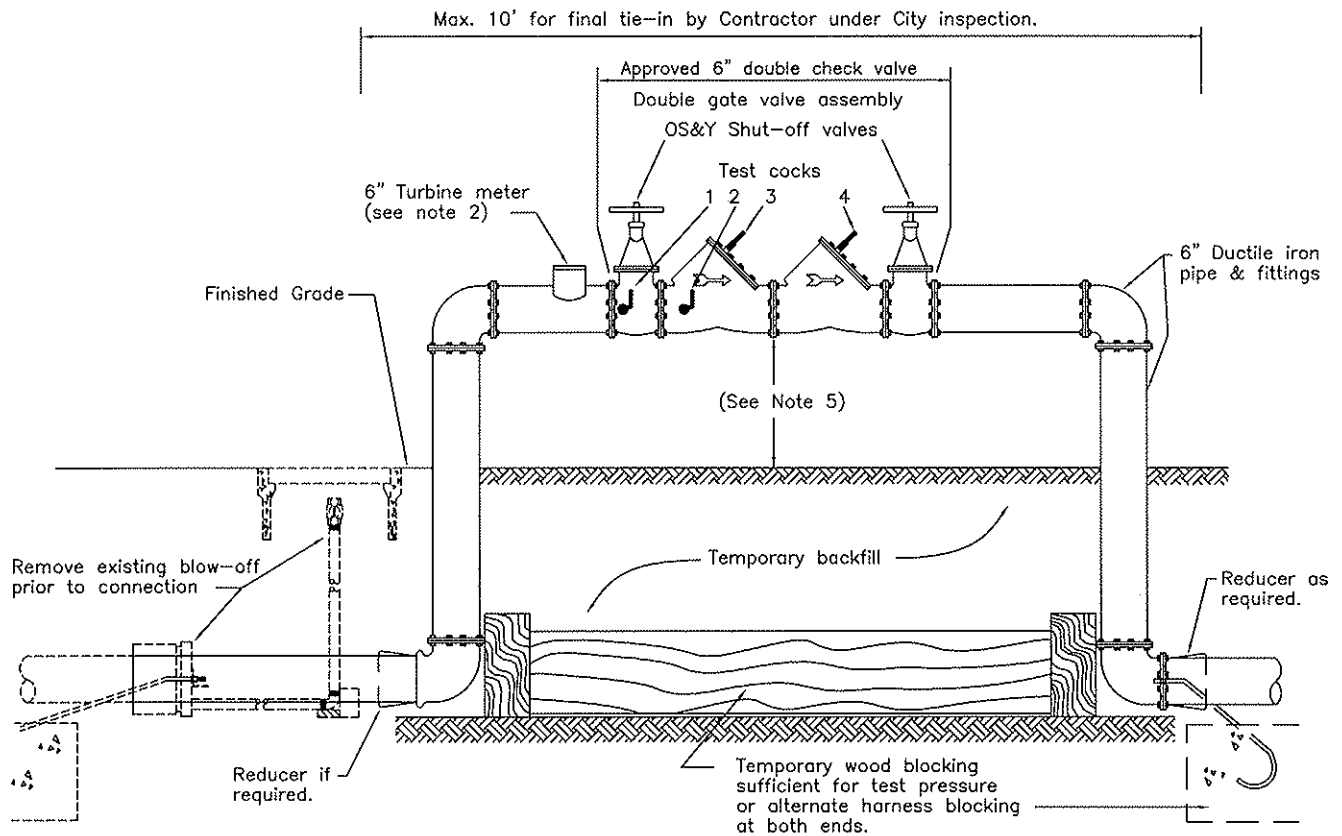 Max. 10' for final tie-in by Contractor under City inspection.
Approved 6" double check valve
Double gate valve assembly
OS&Y Shut-off valves
Test cocks
1 2 3 4
6" Turbine meter
(see note 2)
6" Ductile iron
pipe & fittings
Finished Grade
(See Note 5)
Remove existing blow-off
prior to connection
Temporary backfill
Reducer as
required.
Reducer if
required.
Temporary wood blocking
sufficient for test pressure
or alternate harness blocking
at both ends.